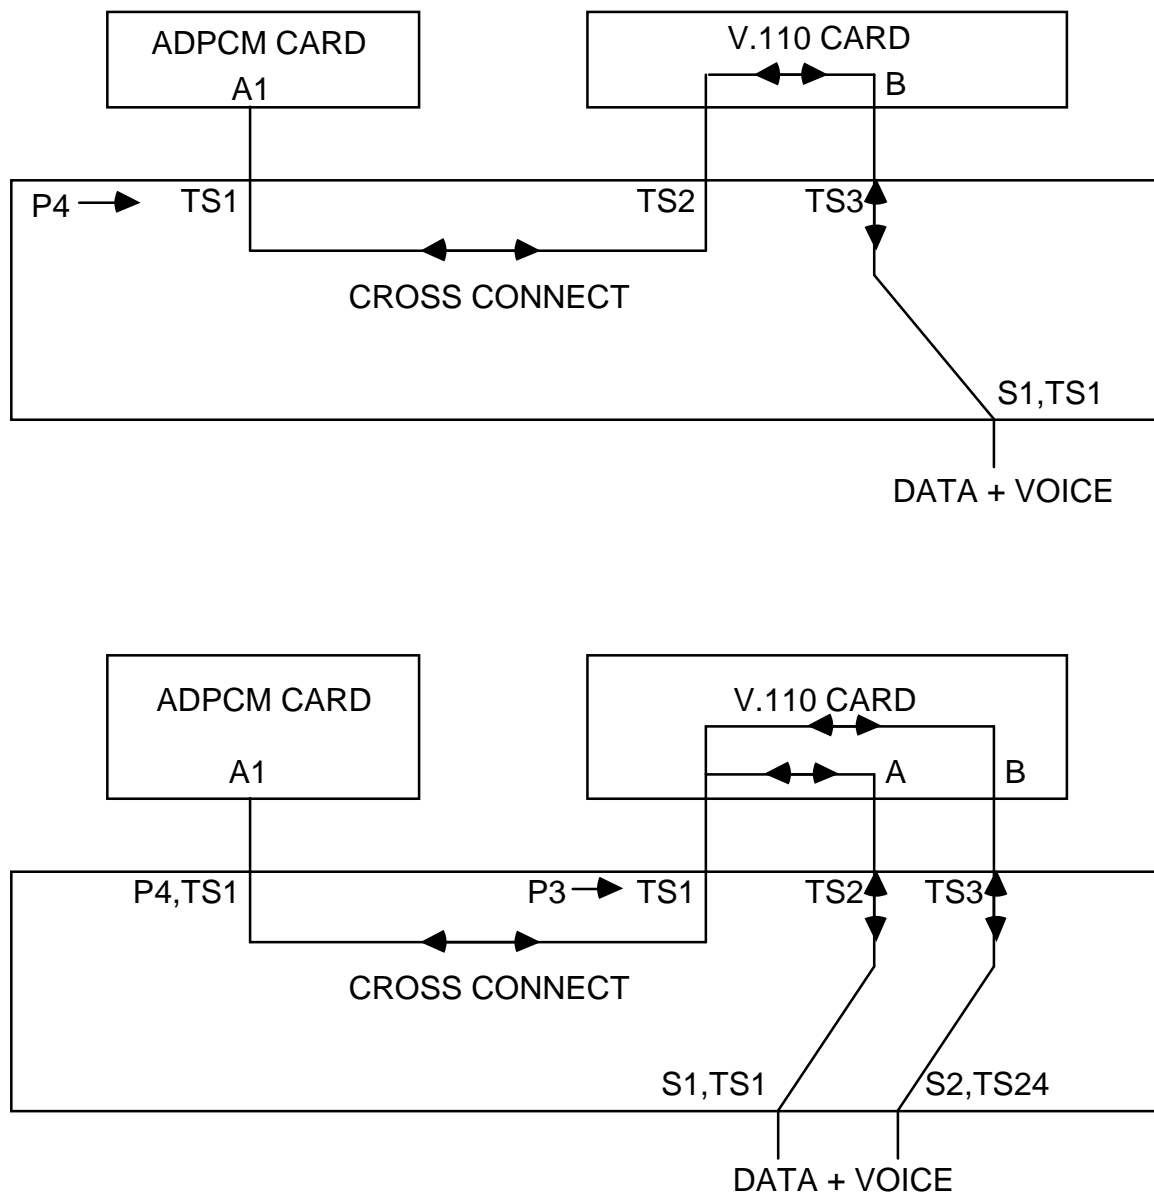 ADPCM CARD
A1
V.110 CARD
B
P4
TS1
TS2
TS3
CROSS CONNECT
S1,TS1
DATA + VOICE
ADPCM CARD
A1
V.110 CARD
A
B
P4,TS1
P3
TS1
TS2
TS3
CROSS CONNECT
S1,TS1
S2,TS24
DATA + VOICE